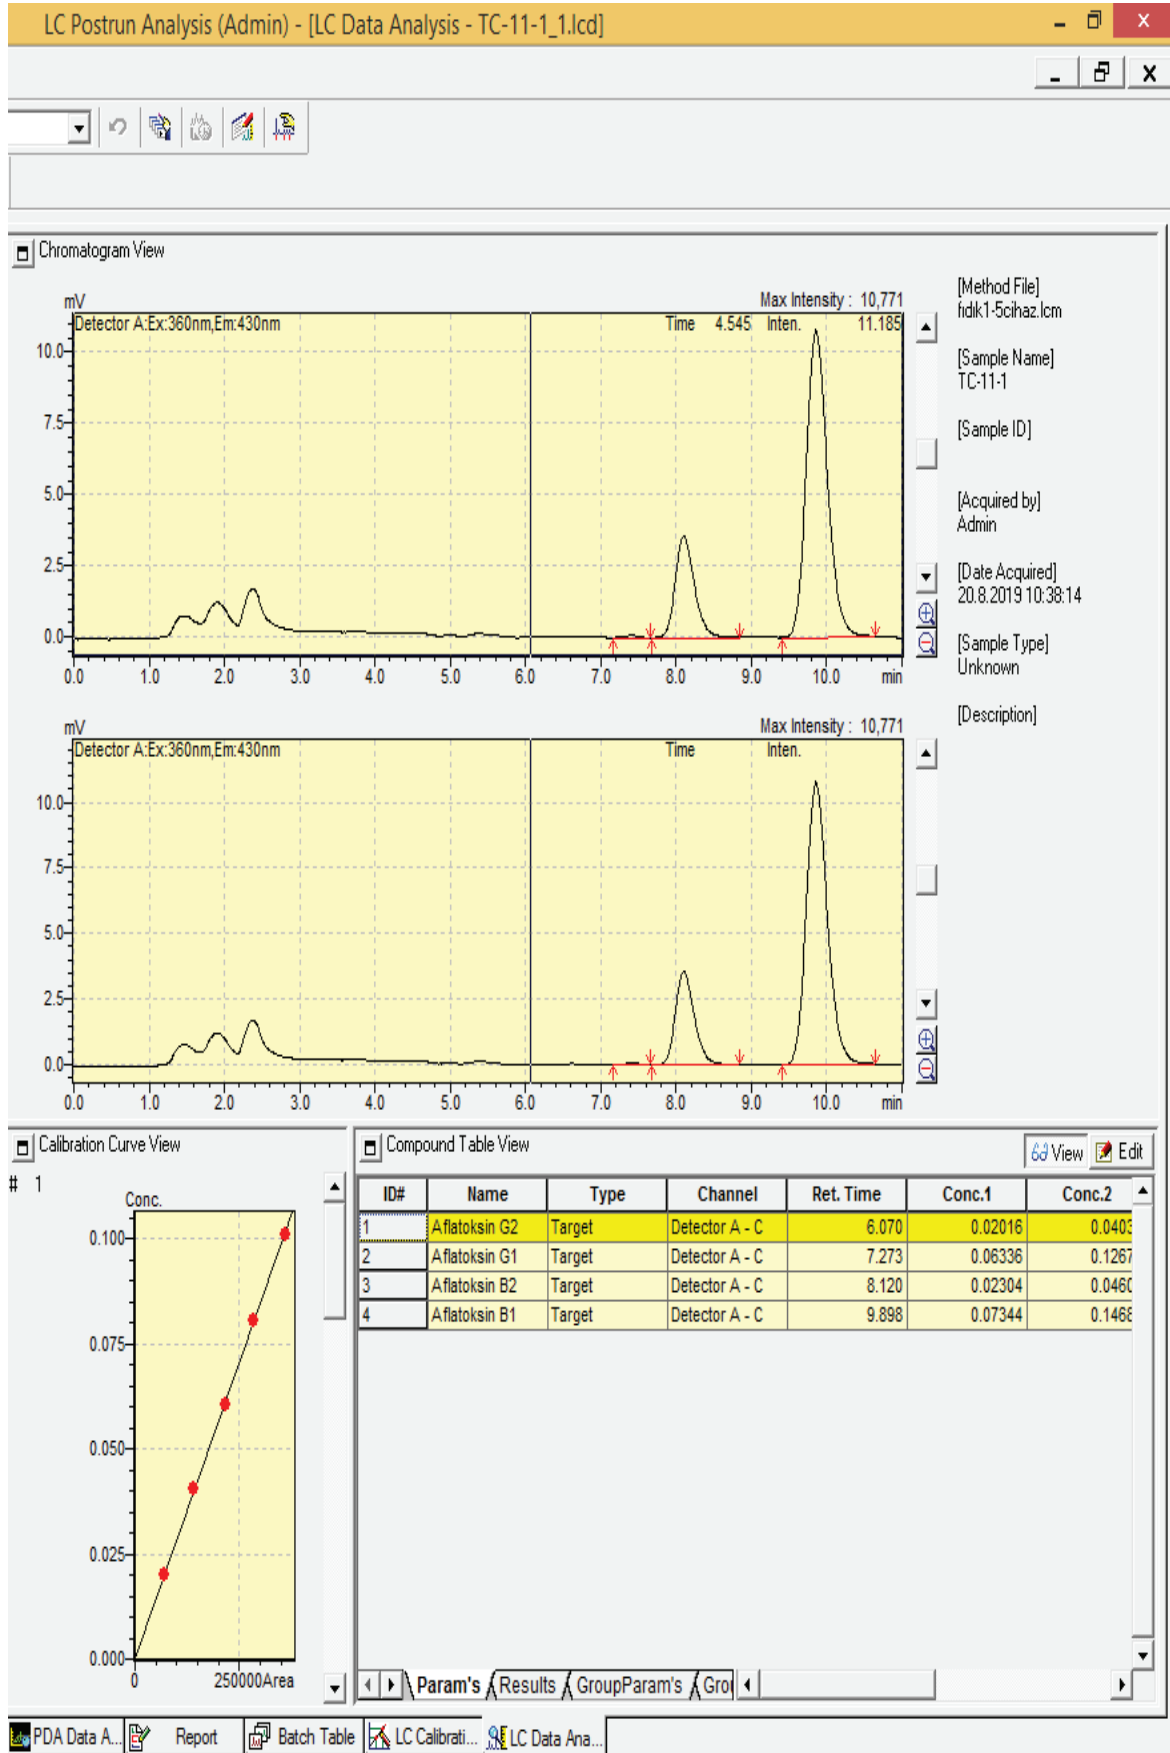 LC Postrun Analysis (Admin) - [LC Data Analysis - TC-11-1_1.lcd]
Chromatogram View
mV
Max Intensity : 10,771
Detector A:Ex:360nm,Em:430nm
Time 4.545 Inten. 11.185
10.0
7.5
5.0
2.5
0.0
0.0 1.0 2.0 3.0 4.0 5.0 6.0 7.0 8.0 9.0 10.0 min
mV
Max Intensity : 10,771
Detector A:Ex:360nm,Em:430nm
Time Inten.
10.0
7.5
5.0
2.5
0.0
0.0 1.0 2.0 3.0 4.0 5.0 6.0 7.0 8.0 9.0 10.0 min
[Method File]
fidik1-5cihaz.lcm
[Sample Name]
TC-11-1
[Sample ID]
[Acquired by]
Admin
[Date Acquired]
20.8.2019 10:38:14
[Sample Type]
Unknown
[Description]
Calibration Curve View
# 1
Conc.
0.100
0.075
0.050
0.025
0.000
0 250000Area
Compound Table View
View Edit
ID# Name Type Channel Ret. Time Conc.1 Conc.2
1 Aflatoksin G2 Target Detector A - C 6.070 0.02016 0.0403
2 Aflatoksin G1 Target Detector A - C 7.273 0.06336 0.1267
3 Aflatoksin B2 Target Detector A - C 8.120 0.02304 0.0460
4 Aflatoksin B1 Target Detector A - C 9.898 0.07344 0.1468
Param's Results GroupParam's Grou
PDA Data A... Report Batch Table LC Calibrati... LC Data Ana...